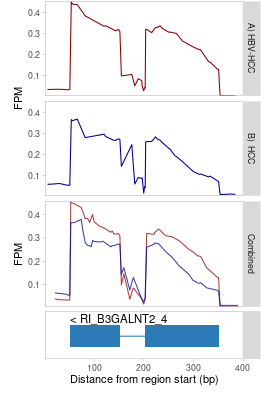 0.4
0.3
0.2
0.1
A) HBV-HCC
FPM
0.4
0.3
0.2
0.1
B) HCC
0.4
0.3
0.2
0.1
FPM
Combined
< RI_B3GALNT2_4
100
200
300
400
Distance from region start (bp)